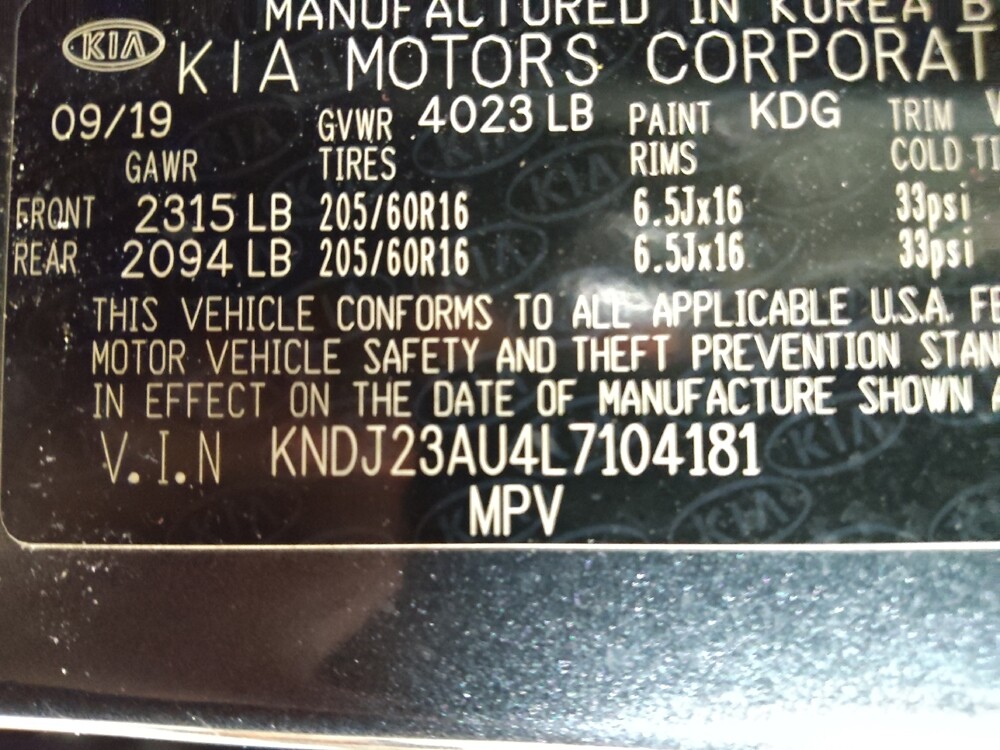 MANUFACTURED IN KOREA B
KIA KIA MOTORS CORPORAT
09/19 GVWR 4023 LB PAINT KDG TRIM
GAWR TIRES RIMS COLD TI
FRONT 2315 LB 205/60R16 6.5Jx16 33psi
REAR 2094 LB 205/60R16 6.5Jx16 33psi
THIS VEHICLE CONFORMS TO ALL APPLICABLE U.S.A. FE
MOTOR VEHICLE SAFETY AND THEFT PREVENTION STAN
IN EFFECT ON THE DATE OF MANUFACTURE SHOWN A
V.I.N KNDJ23AU4L7104181
MPV